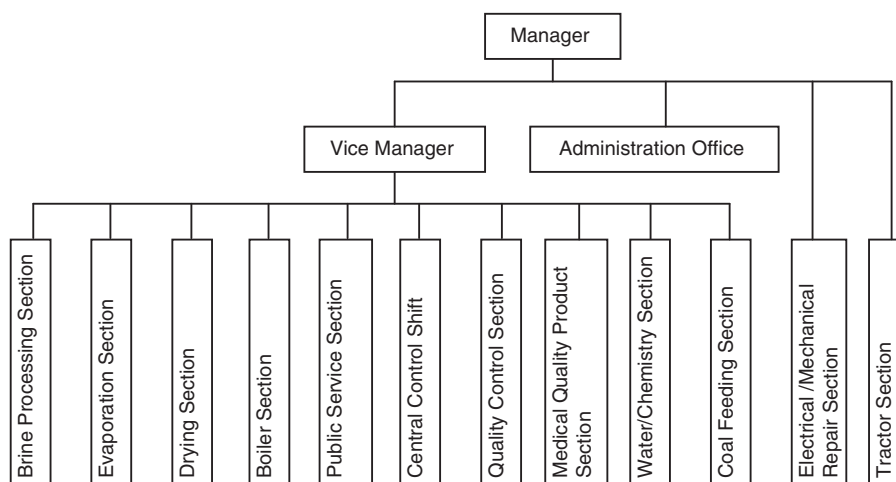 Manager
Vice Manager
Administration Office
Brine Processing Section
Evaporation Section
Drying Section
Boiler Section
Public Service Section
Central Control Shift
Quality Control Section
Medical Quality Product
Section
Water/Chemistry Section
Coal Feeding Section
Electrical /Mechanical
Repair Section
Tractor Section